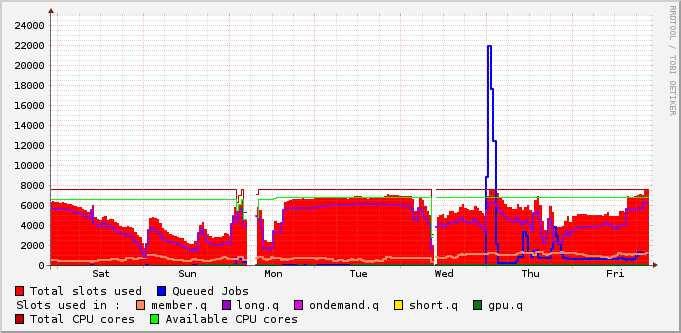 24000
22000
20000
18000
16000
14000
12000
10000
8000
6000
4000
2000
0
Sat Sun Mon Tue Wed Thu Fri
RRDTOOL / TOBI OETIKER
Total slots used Queued Jobs
Slots used in : member.q long.q ondemand.q short.q gpu.q
Total CPU cores Available CPU cores